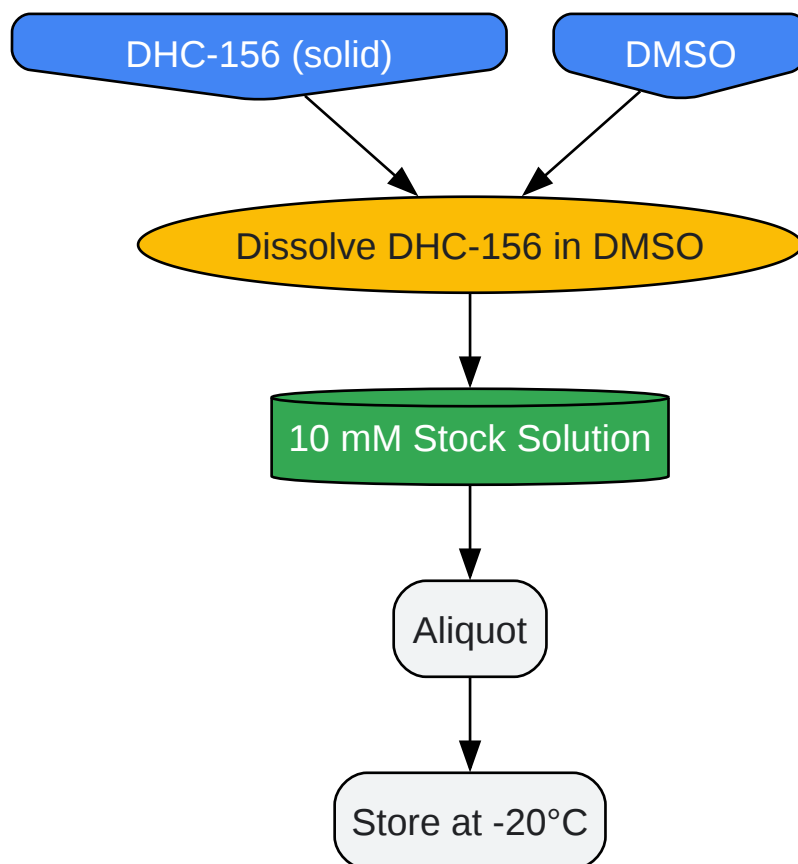 DHC-156 (solid)
DMSO
Dissolve DHC-156 in DMSO
10 mM Stock Solution
Aliquot
Store at -20°C